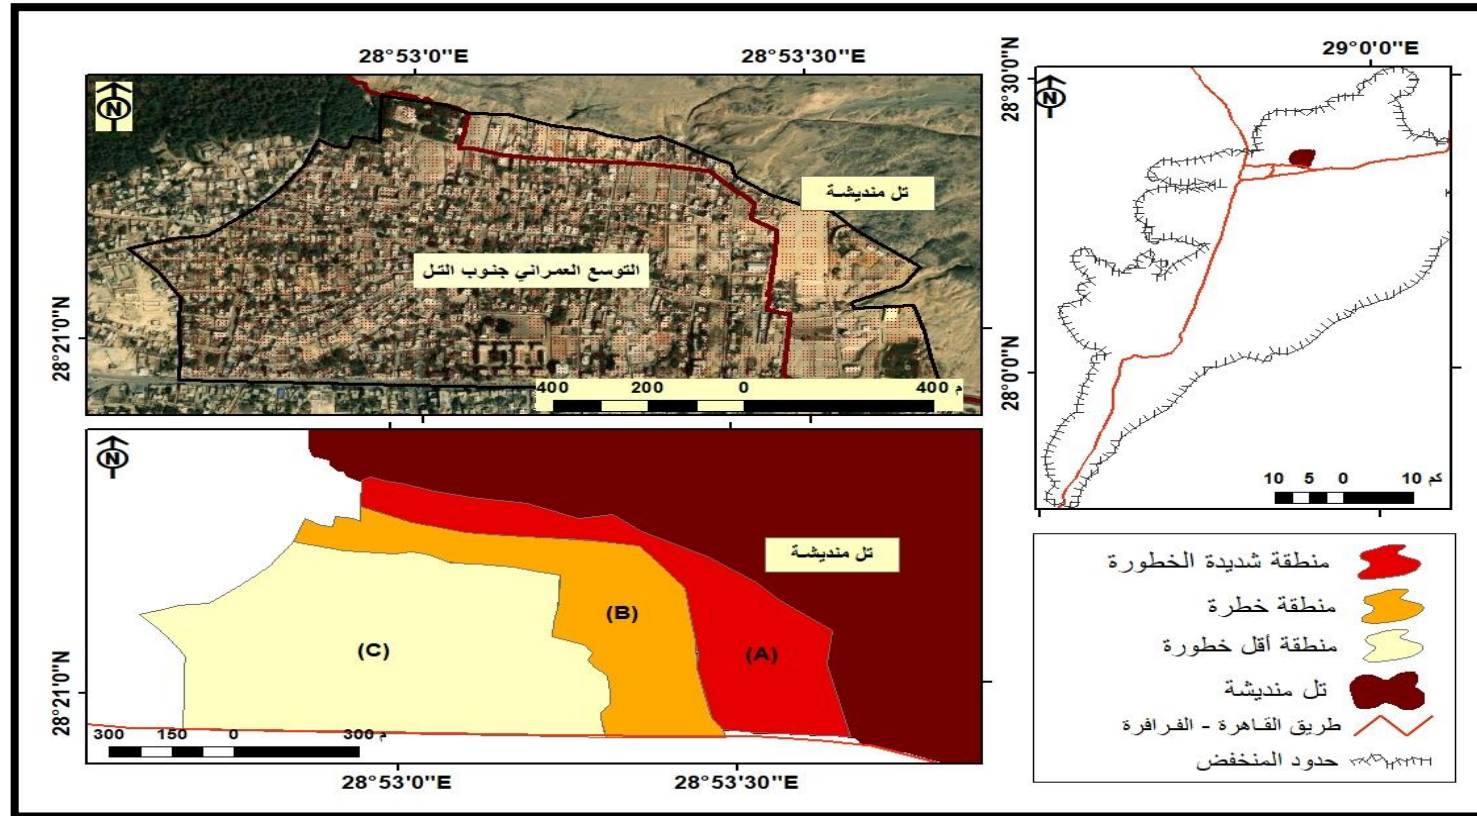 28°53'0"E
28°53'30"E
N
تل منديشة
التوسع العمراني جنوب التل
28°21'0"N
400 200 0 400 م
N
تل منديشة
(A)
(B)
(C)
28°21'0"N
300 150 0 300 م
28°53'0"E
28°53'30"E
29°0'0"E
28°30'0"N
N
28°0'0"N
10 5 0 10 كم
منطقة شديدة الخطورة
منطقة خطرة
منطقة أقل خطورة
تل منديشة
طريق القاهرة - الفرافرة
حدود المنخفض